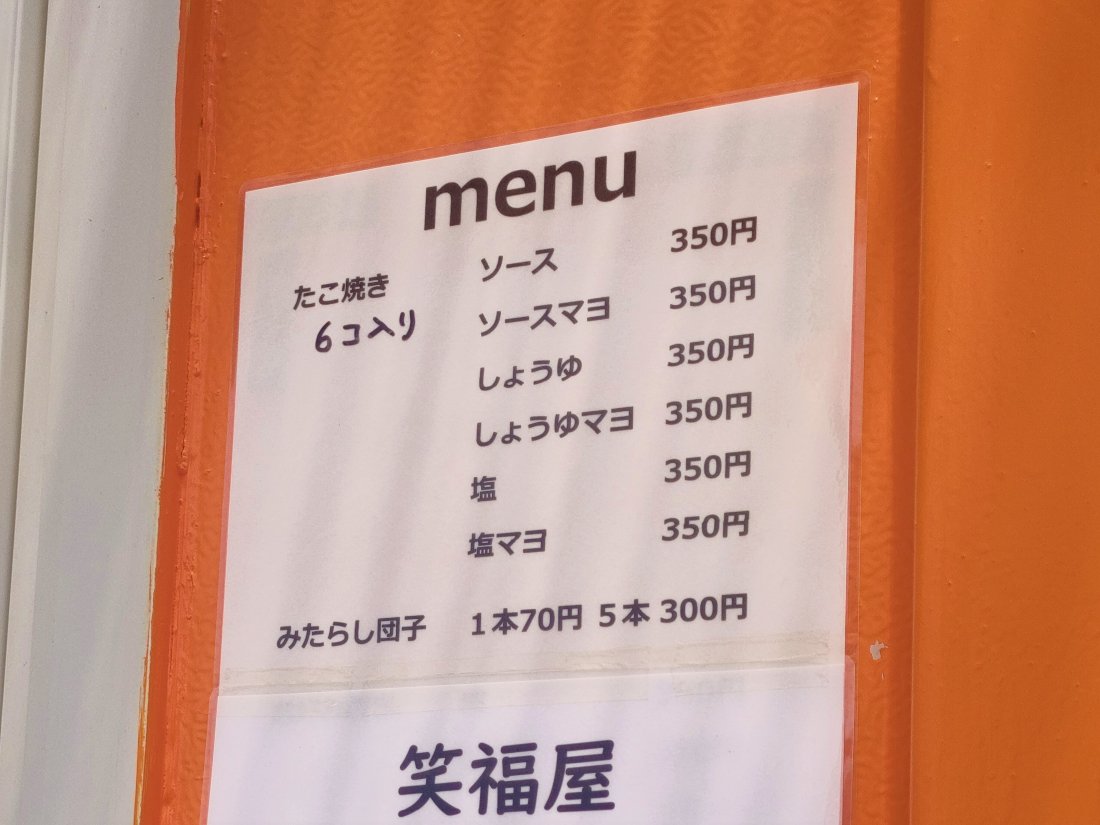 menu
たこ焼き ソース 350円
6コ入り ソースマヨ 350円
しょうゆ 350円
しょうゆマヨ 350円
塩 350円
塩マヨ 350円
みたらし団子 1本70円 5本 300円
笑福屋